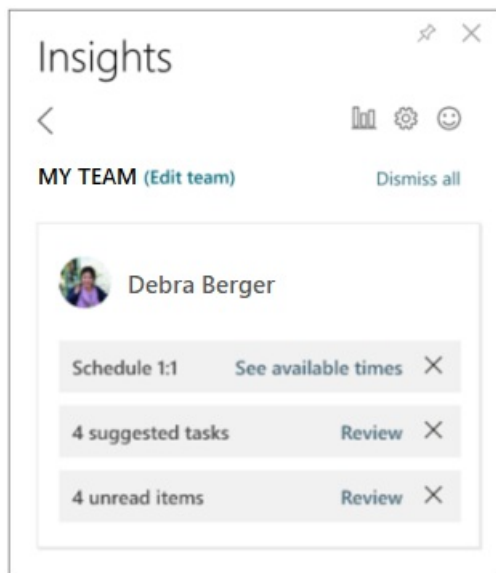 Insights
MY TEAM (Edit team) Dismiss all
Debra Berger
Schedule 1:1 See available times
4 suggested tasks Review
4 unread items Review